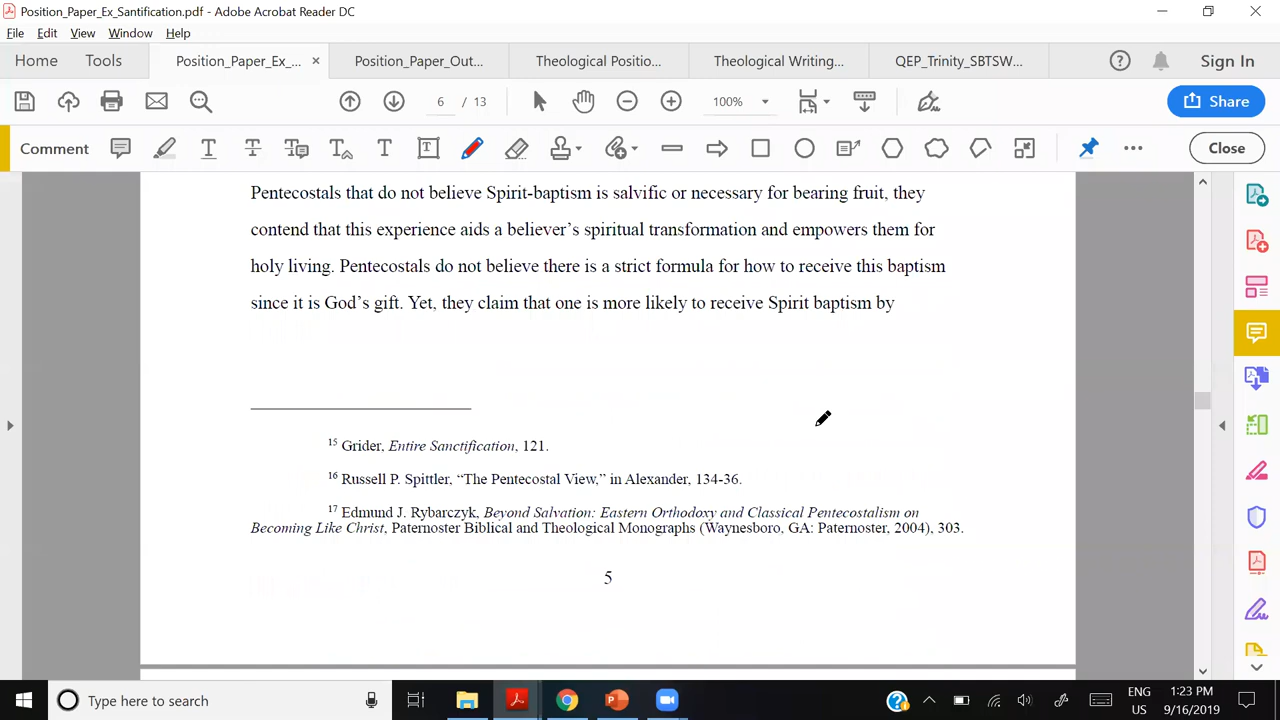 Position_Paper_Ex_Santification.pdf - Adobe Acrobat Reader DC
File Edit View Window Help
Home Tools Position_Paper_Ex_... × Position_Paper_Out... Theological Positio... Theological Writing... QEP_Trinity_SBTSW... Sign In
6 / 13 100% Share
Comment Close
Pentecostals that do not believe Spirit-baptism is salvific or necessary for bearing fruit, they
contend that this experience aids a believer’s spiritual transformation and empowers them for
holy living. Pentecostals do not believe there is a strict formula for how to receive this baptism
since it is God’s gift. Yet, they claim that one is more likely to receive Spirit baptism by
15 Grider, Entire Sanctification, 121.
16 Russell P. Spittler, “The Pentecostal View,” in Alexander, 134-36.
17 Edmund J. Rybarczyk, Beyond Salvation: Eastern Orthodoxy and Classical Pentecostalism on
Becoming Like Christ, Paternoster Biblical and Theological Monographs (Waynesboro, GA: Paternoster, 2004), 303.
5
Type here to search
ENG 1:23 PM
US 9/16/2019